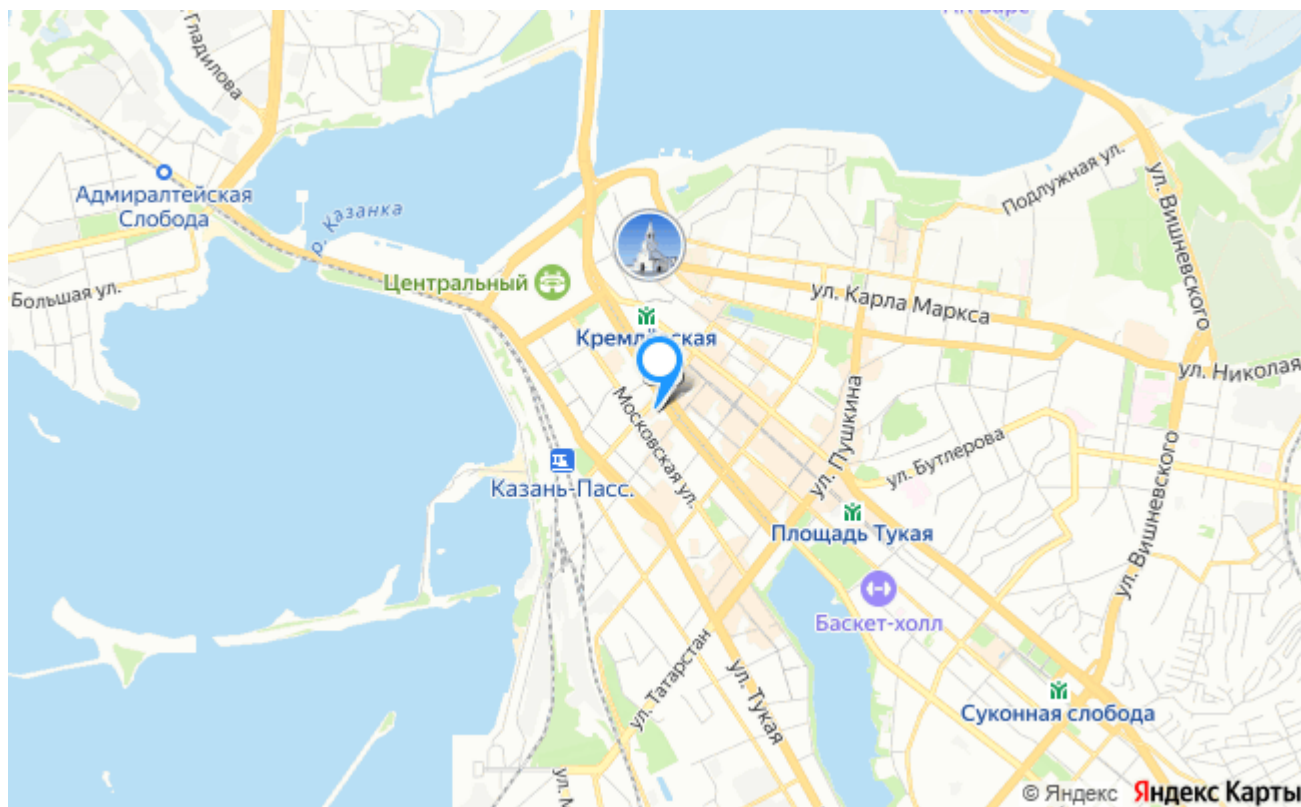 Гладилова
Ак Барс
Адмиралтейская
Слобода
р. Казанка
Подлужная ул.
ул. Вишневского
Центральный
Большая ул.
ул. Карла Маркса
Кремлёвская
ул. Николая
Московская ул.
ул. Пушкина
ул. Бутлерова
Казань-Пасс.
Площадь Тукая
ул. Вишневского
Баскет-холл
ул. Татарстан
ул. Тукая
Суконная слобода
© Яндекс Яндекс Карты